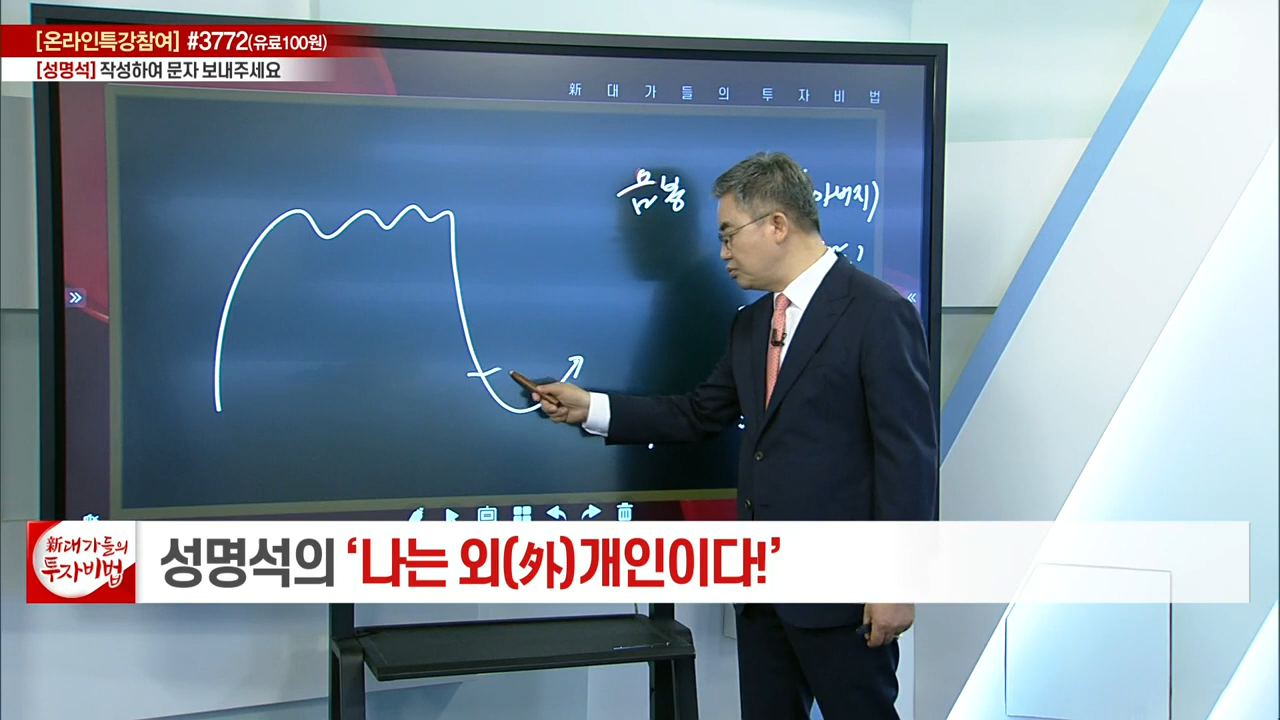 [온라인특강참여] #3772(유료100원)
[성명석] 작성하여 문자 보내주세요
新 대 가 들 의 투 자 비 법
음봉
아버지)
新대가들의
투자비법
성명석의 ‘나는 외(外)개인이다!’